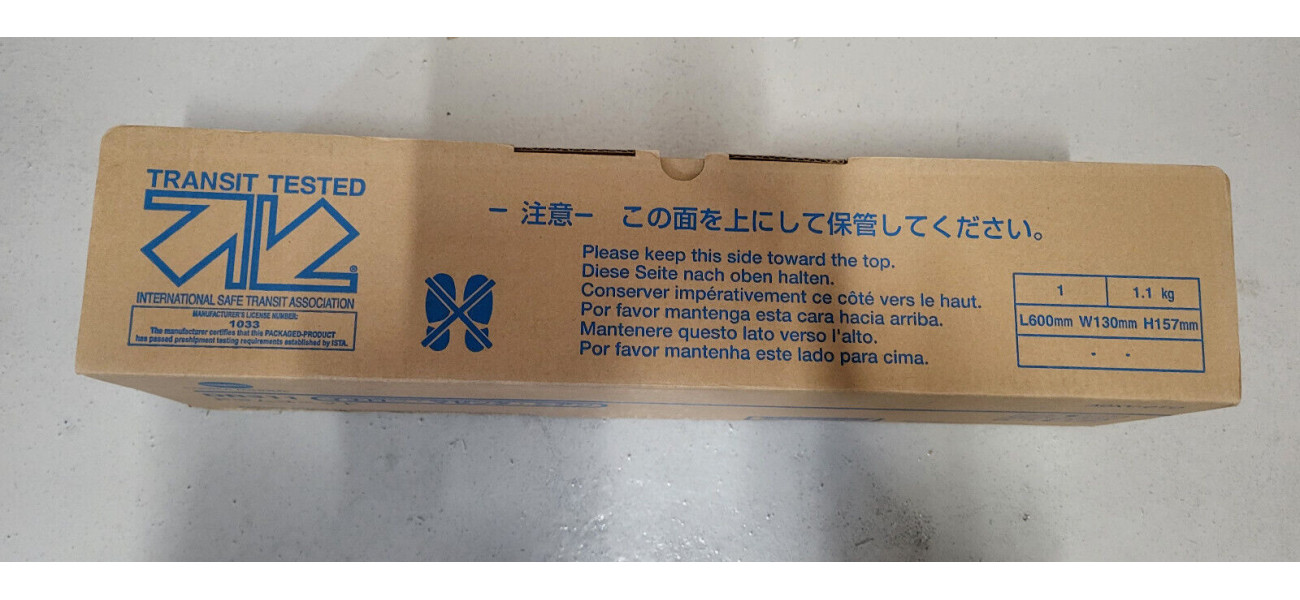 TRANSIT TESTED
®
INTERNATIONAL SAFE TRANSIT ASSOCIATION
MANUFACTURER'S LICENSE NUMBER:
1033
The manufacturer certifies that this PACKAGED-PRODUCT
has passed preshipment testing requirements established by ISTA.
− 注意− この面を上にして保管してください。
Please keep this side toward the top.
Diese Seite nach oben halten.
Conserver impérativement ce côté vers le haut.
Por favor mantenga esta cara hacia arriba.
Mantenere questo lato verso l'alto.
Por favor mantenha este lado para cima.
1 1.1 kg
L600mm W130mm H157mm
- -